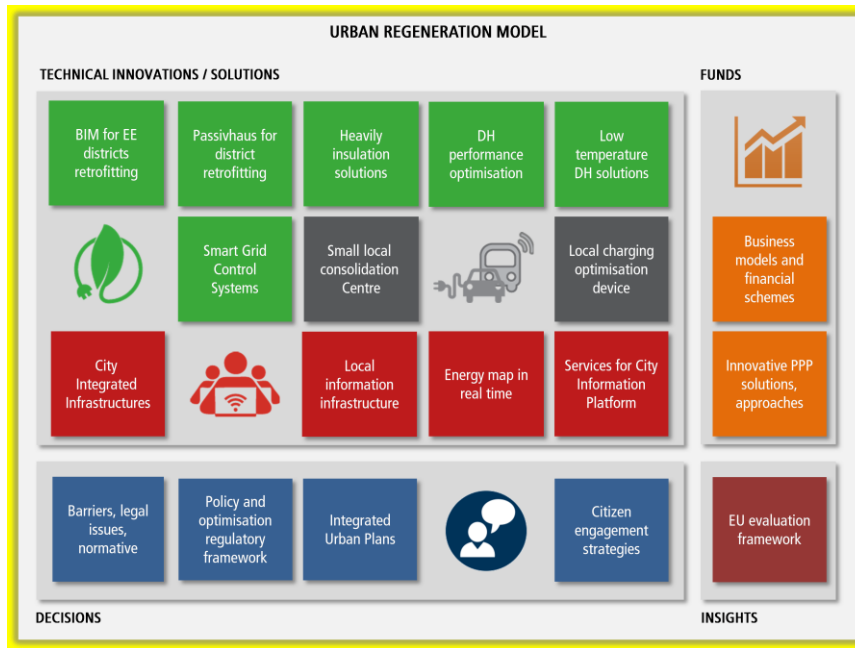 URBAN REGENERATION MODEL
TECHNICAL INNOVATIONS / SOLUTIONS
FUNDS
BIM for EE
districts
retrofitting
Passivhaus for
district
retrofitting
Heavily
insulation
solutions
DH
performance
optimisation
Low
temperature
DH solutions
Smart Grid
Control
Systems
Small local
consolidation
Centre
Local charging
optimisation
device
Business
models and
financial
schemes
City
Integrated
Infrastructures
Local
information
infrastructure
Energy map in
real time
Services for City
Information
Platform
Innovative PPP
solutions,
approaches
Barriers, legal
issues,
normative
Policy and
optimisation
regulatory
framework
Integrated
Urban Plans
Citizen
engagement
strategies
EU evaluation
framework
DECISIONS
INSIGHTS